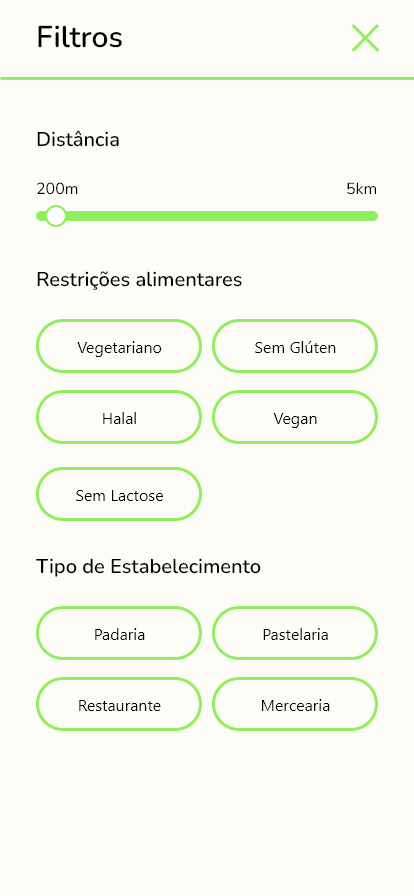 Filtros
Distância
200m 5km
Restrições alimentares
Vegetariano Sem Glúten
Halal Vegan
Sem Lactose
Tipo de Estabelecimento
Padaria Pastelaria
Restaurante Mercearia